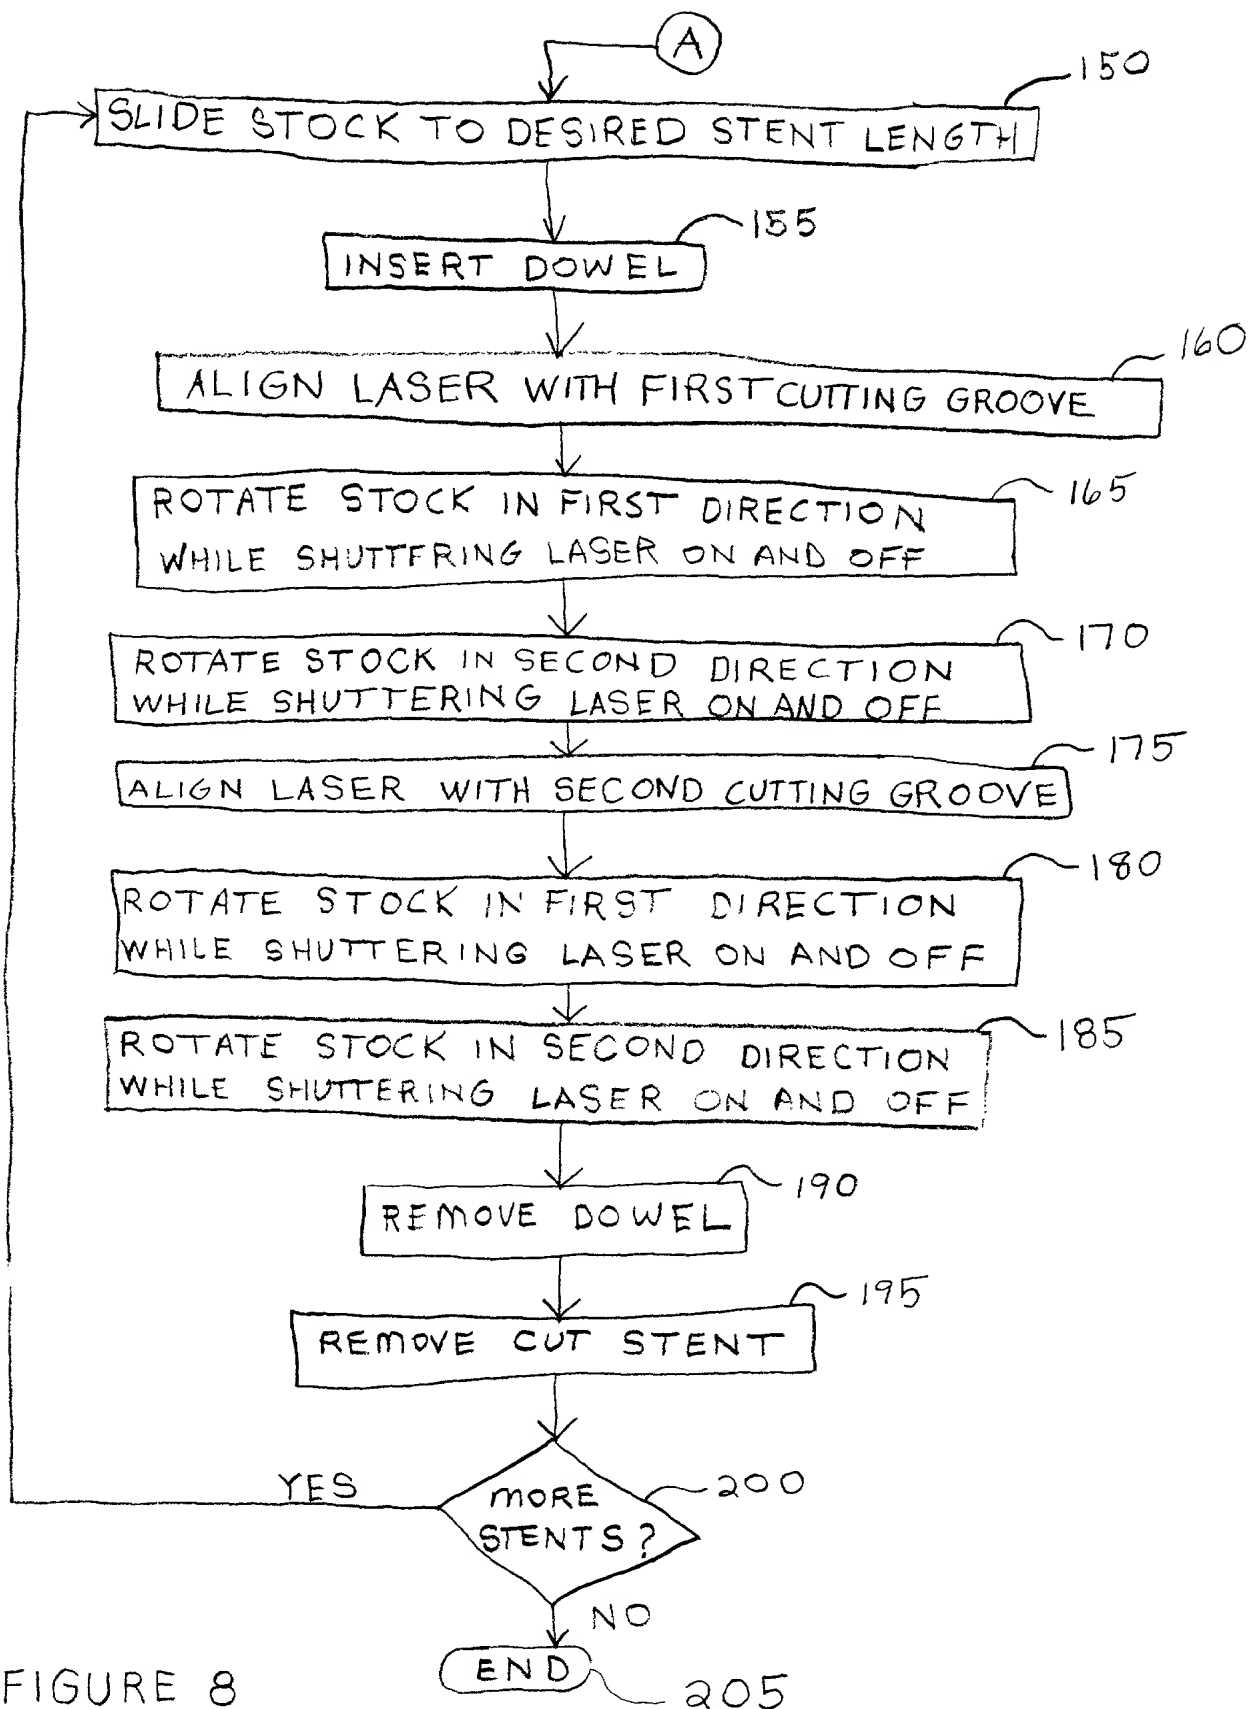 A
150
SLIDE STOCK TO DESIRED STENT LENGTH
155
INSERT DOWEL
160
ALIGN LASER WITH FIRST CUTTING GROOVE
165
ROTATE STOCK IN FIRST DIRECTION
WHILE SHUTTFRING LASER ON AND OFF
170
ROTATE STOCK IN SECOND DIRECTION
WHILE SHUTTERING LASER ON AND OFF
175
ALIGN LASER WITH SECOND CUTTING GROOVE
180
ROTATE STOCK IN FIRST DIRECTION
WHILE SHUTTERING LASER ON AND OFF
185
ROTATE STOCK IN SECOND DIRECTION
WHILE SHUTTERING LASER ON AND OFF
190
REMOVE DOWEL
195
REMOVE CUT STENT
YES
200
MORE
STENTS?
NO
END
205
FIGURE 8